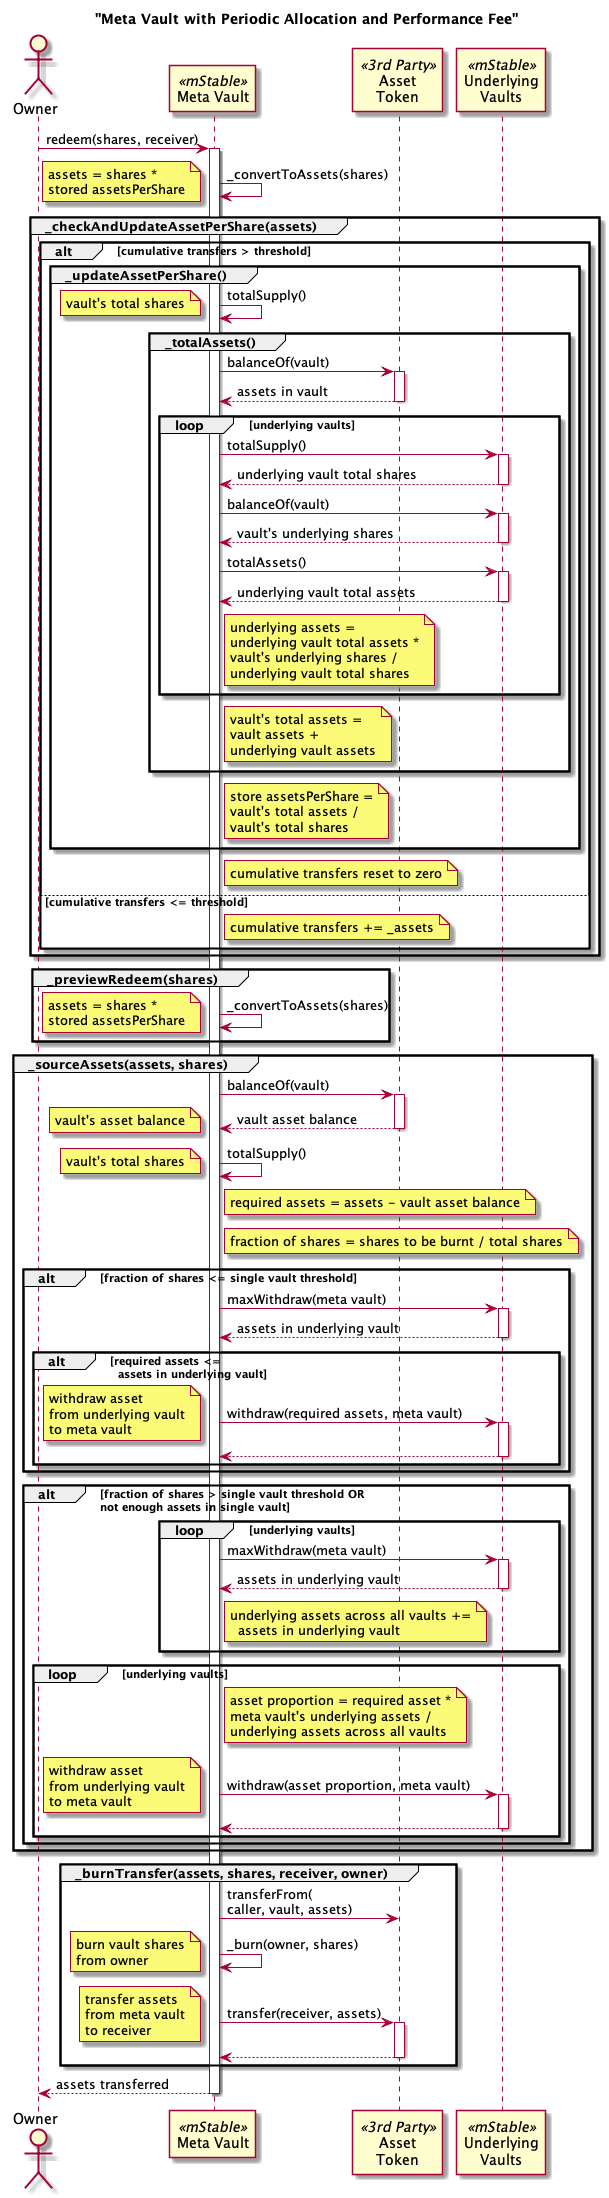 "Meta Vault with Periodic Allocation and Performance Fee"
Owner
«mStable»
Meta Vault
«3rd Party»
Asset
Token
«mStable»
Underlying
Vaults
redeem(shares, receiver)
assets = shares *
stored assetsPerShare
_convertToAssets(shares)
_checkAndUpdateAssetPerShare(assets)
alt
[cumulative transfers > threshold]
_updateAssetPerShare()
vault's total shares
totalSupply()
_totalAssets()
balanceOf(vault)
assets in vault
loop
[underlying vaults]
totalSupply()
underlying vault total shares
balanceOf(vault)
vault's underlying shares
totalAssets()
underlying vault total assets
underlying assets =
underlying vault total assets *
vault's underlying shares /
underlying vault total shares
vault's total assets =
vault assets +
underlying vault assets
store assetsPerShare =
vault's total assets /
vault's total shares
cumulative transfers reset to zero
[cumulative transfers <= threshold]
cumulative transfers += _assets
_previewRedeem(shares)
assets = shares *
stored assetsPerShare
_convertToAssets(shares)
_sourceAssets(assets, shares)
balanceOf(vault)
vault's asset balance
vault asset balance
vault's total shares
totalSupply()
required assets = assets - vault asset balance
fraction of shares = shares to be burnt / total shares
alt
[fraction of shares <= single vault threshold]
maxWithdraw(meta vault)
assets in underlying vault
alt
[required assets <=
assets in underlying vault]
withdraw asset
from underlying vault
to meta vault
withdraw(required assets, meta vault)
alt
[fraction of shares > single vault threshold OR
not enough assets in single vault]
loop
[underlying vaults]
maxWithdraw(meta vault)
assets in underlying vault
underlying assets across all vaults +=
assets in underlying vault
loop
[underlying vaults]
asset proportion = required asset *
meta vault's underlying assets /
underlying assets across all vaults
withdraw asset
from underlying vault
to meta vault
withdraw(asset proportion, meta vault)
_burnTransfer(assets, shares, receiver, owner)
transferFrom(
caller, vault, assets)
burn vault shares
from owner
_burn(owner, shares)
transfer assets
from meta vault
to receiver
transfer(receiver, assets)
assets transferred
Owner
«mStable»
Meta Vault
«3rd Party»
Asset
Token
«mStable»
Underlying
Vaults